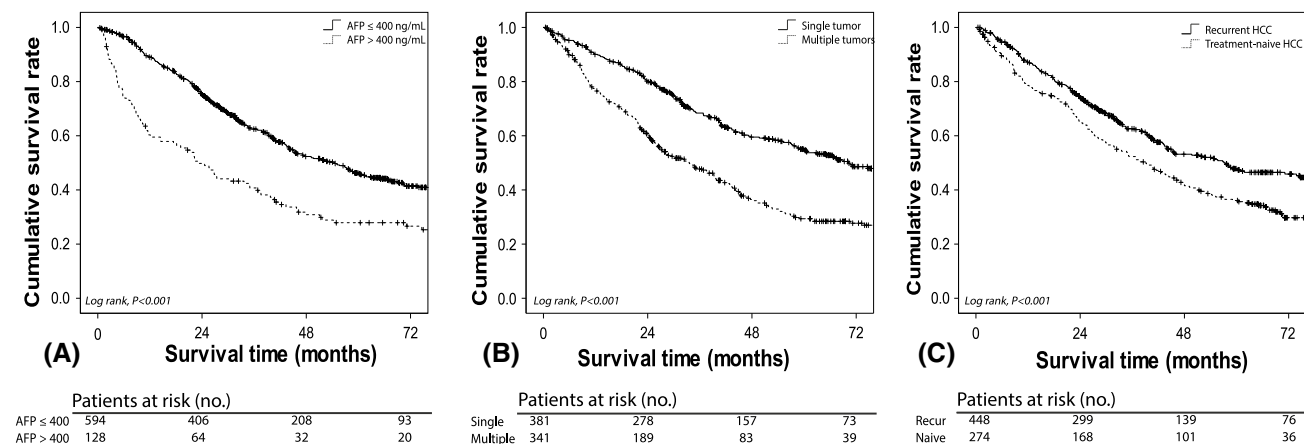 AFP ≤ 400 ng/mL
AFP > 400 ng/mL
Cumulative survival rate
1.0
0.8
0.6
0.4
0.2
0.0
Log rank, P<0.001
0 24 48 72
(A) Survival time (months)
Patients at risk (no.)
AFP ≤ 400 594 406 208 93
AFP > 400 128 64 32 20
Single tumor
Multiple tumors
Cumulative survival rate
1.0
0.8
0.6
0.4
0.2
0.0
Log rank, P<0.001
0 24 48 72
(B) Survival time (months)
Patients at risk (no.)
Single 381 278 157 73
Multiple 341 189 83 39
Recurrent HCC
Treatment-naive HCC
Cumulative survival rate
1.0
0.8
0.6
0.4
0.2
0.0
Log rank, P<0.001
0 24 48 72
(C) Survival time (months)
Patients at risk (no.)
Recur 448 299 139 76
Naive 274 168 101 36